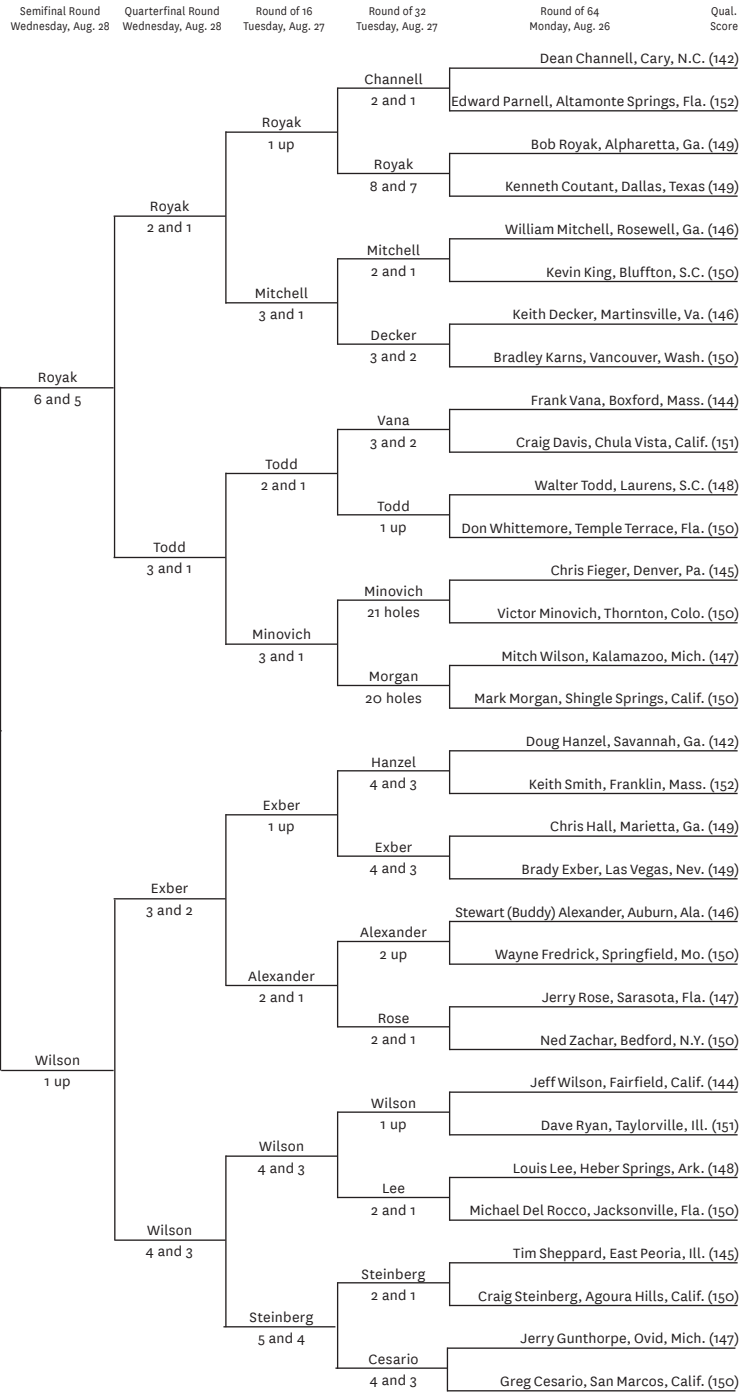 Semifinal Round Quarterfinal Round Round of 16 Round of 32 Round of 64 Qual.
Wednesday, Aug. 28 Wednesday, Aug. 28 Tuesday, Aug. 27 Tuesday, Aug. 27 Monday, Aug. 26 Score
Dean Channell, Cary, N.C. (142)
Channell
2 and 1
Edward Parnell, Altamonte Springs, Fla. (152)
Royak
1 up
Bob Royak, Alpharetta, Ga. (149)
Royak
8 and 7
Kenneth Coutant, Dallas, Texas (149)
Royak
2 and 1
William Mitchell, Rosewell, Ga. (146)
Mitchell
2 and 1
Kevin King, Bluffton, S.C. (150)
Mitchell
3 and 1
Keith Decker, Martinsville, Va. (146)
Decker
3 and 2
Bradley Karns, Vancouver, Wash. (150)
Royak
6 and 5
Frank Vana, Boxford, Mass. (144)
Vana
3 and 2
Craig Davis, Chula Vista, Calif. (151)
Todd
2 and 1
Walter Todd, Laurens, S.C. (148)
Todd
1 up
Don Whittemore, Temple Terrace, Fla. (150)
Todd
3 and 1
Chris Fieger, Denver, Pa. (145)
Minovich
21 holes
Victor Minovich, Thornton, Colo. (150)
Minovich
3 and 1
Mitch Wilson, Kalamazoo, Mich. (147)
Morgan
20 holes
Mark Morgan, Shingle Springs, Calif. (150)
Doug Hanzel, Savannah, Ga. (142)
Hanzel
4 and 3
Keith Smith, Franklin, Mass. (152)
Exber
1 up
Chris Hall, Marietta, Ga. (149)
Exber
4 and 3
Brady Exber, Las Vegas, Nev. (149)
Exber
3 and 2
Stewart (Buddy) Alexander, Auburn, Ala. (146)
Alexander
2 up
Wayne Fredrick, Springfield, Mo. (150)
Alexander
2 and 1
Jerry Rose, Sarasota, Fla. (147)
Rose
2 and 1
Ned Zachar, Bedford, N.Y. (150)
Wilson
1 up
Jeff Wilson, Fairfield, Calif. (144)
Wilson
1 up
Dave Ryan, Taylorville, Ill. (151)
Wilson
4 and 3
Louis Lee, Heber Springs, Ark. (148)
Lee
2 and 1
Michael Del Rocco, Jacksonville, Fla. (150)
Wilson
4 and 3
Tim Sheppard, East Peoria, Ill. (145)
Steinberg
2 and 1
Craig Steinberg, Agoura Hills, Calif. (150)
Steinberg
5 and 4
Jerry Gunthorpe, Ovid, Mich. (147)
Cesario
4 and 3
Greg Cesario, San Marcos, Calif. (150)